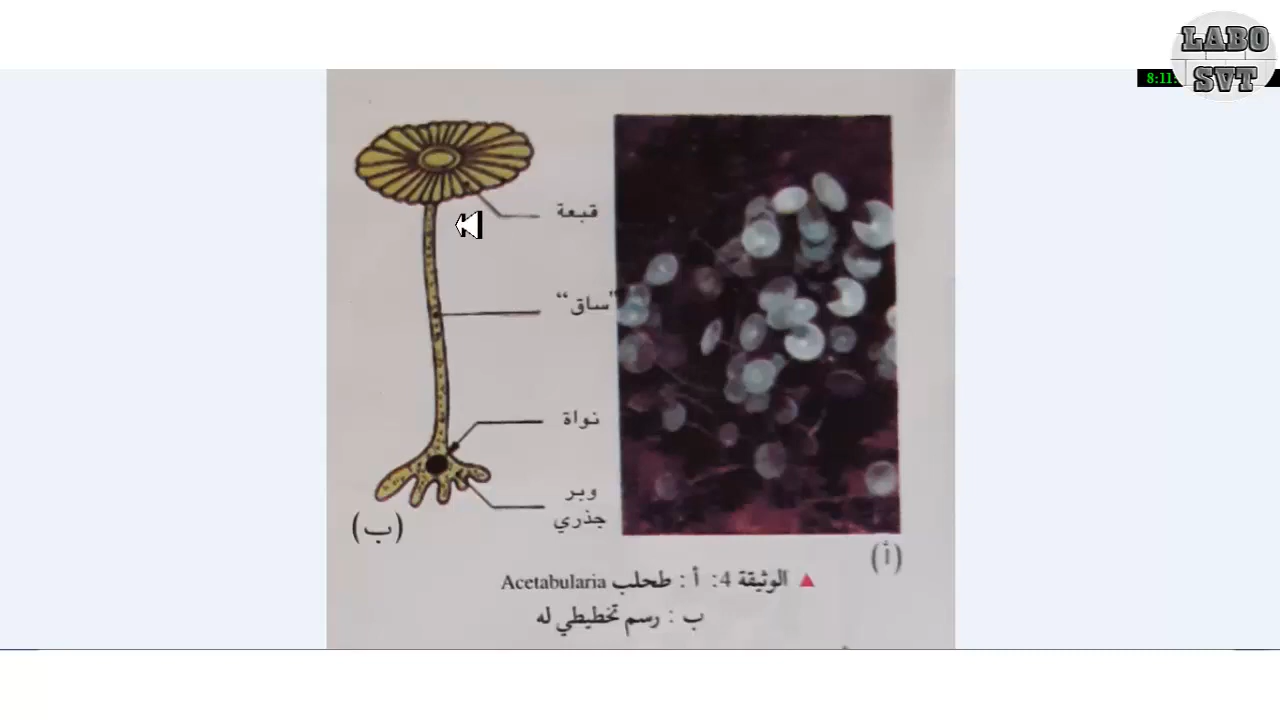 LABO
SVT
8:11:
قبعة
"ساق"
نواة
وبر
جذري
(ب)
(أ)
▲ الوثيقة 4: أ : طحلب Acetabularia
ب : رسم تخطيطي له